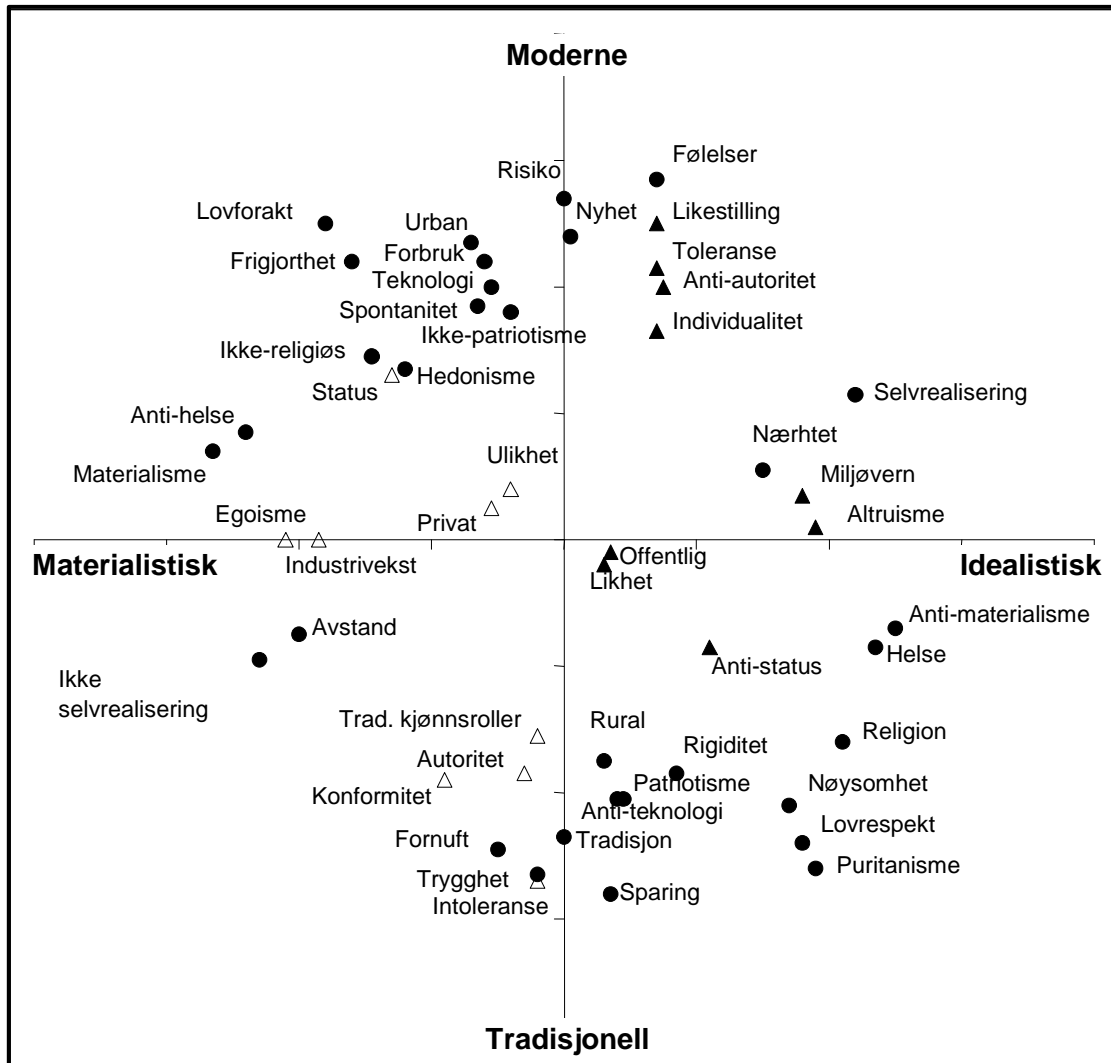 Moderne
Følelser
Risiko
Lovforakt
Nyhet
Likestilling
Urban
Frigjorthet
Forbruk
Toleranse
Teknologi
Anti-autoritet
Spontanitet
Individualitet
Ikke-patriotisme
Ikke-religiøs
Hedonisme
Status
Selvrealisering
Anti-helse
Nærhtet
Materialisme
Ulikhet
Miljøvern
Egoisme
Privat
Altruisme
Materialistisk
Industrivekst
Offentlig
Idealistisk
Likhet
Avstand
Anti-materialisme
Helse
Anti-status
Ikke
selvrealisering
Trad. kjønnsroller
Rural
Religion
Autoritet
Rigiditet
Konformitet
Patriotisme
Nøysomhet
Anti-teknologi
Lovrespekt
Fornuft
Tradisjon
Puritanisme
Trygghet
Sparing
Intoleranse
Tradisjonell